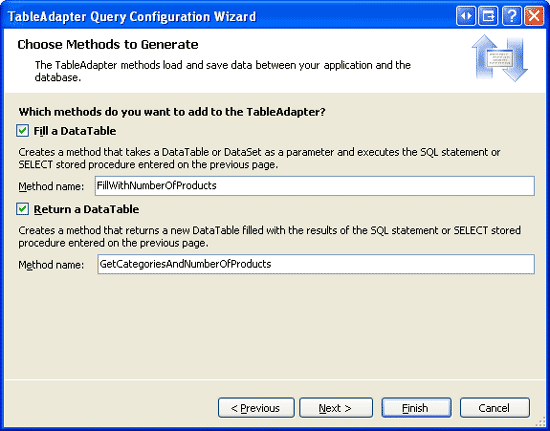 TableAdapter Query Configuration Wizard
Choose Methods to Generate
The TableAdapter methods load and save data between your application and the
database.
Which methods do you want to add to the TableAdapter?
Fill a DataTable
Creates a method that takes a DataTable or DataSet as a parameter and executes the SQL statement or
SELECT stored procedure entered on the previous page.
Method name: FillWithNumberOfProducts
Return a DataTable
Creates a method that returns a new DataTable filled with the results of the SQL statement or SELECT stored
procedure entered on the previous page.
Method name: GetCategoriesAndNumberOfProducts
< Previous Next > Finish Cancel